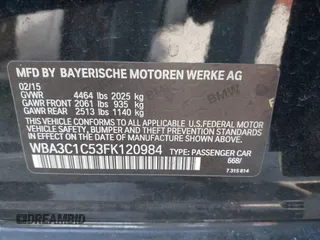 MFD BY BAYERISCHE MOTOREN WERKE AG
02/15
GVWR 4464 lbs 2025 kg
GAWR FRONT 2061 lbs 935 kg
GAWR REAR 2513 lbs 1140 kg
THIS VEHICLE CONFORMS TO ALL APPLICABLE U.S. FEDERAL MOTOR
VEHICLE SAFETY, BUMPER, AND THEFT PREVENTION STANDARDS IN
EFFECT ON THE DATE OF MANUFACTURE SHOWN ABOVE.
WBA3C1C53FK120984 TYPE: PASSENGER CAR
668/
7 315 814
DREAMBID